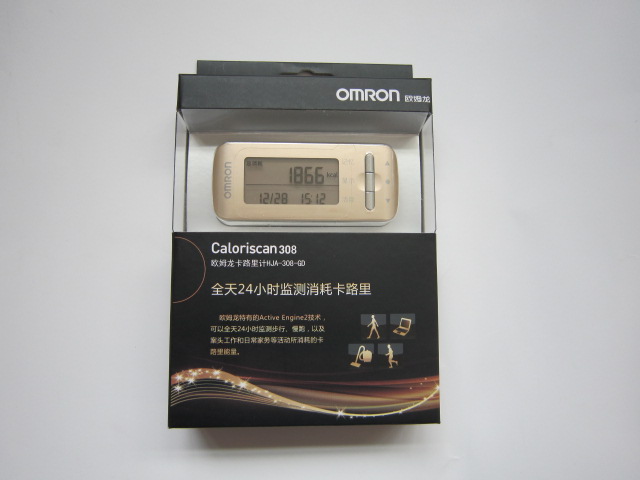 OMRON 欧姆龙
OMRON
1866 kcal
12/28 15:12
Caloriscan 308
欧姆龙卡路里计HJA-308-GD
全天24小时监测消耗卡路里
欧姆龙特有的Active Engine2技术，
可以全天24小时监测步行、慢跑，以及
案头工作和日常家务等活动所消耗的卡
路里能量。